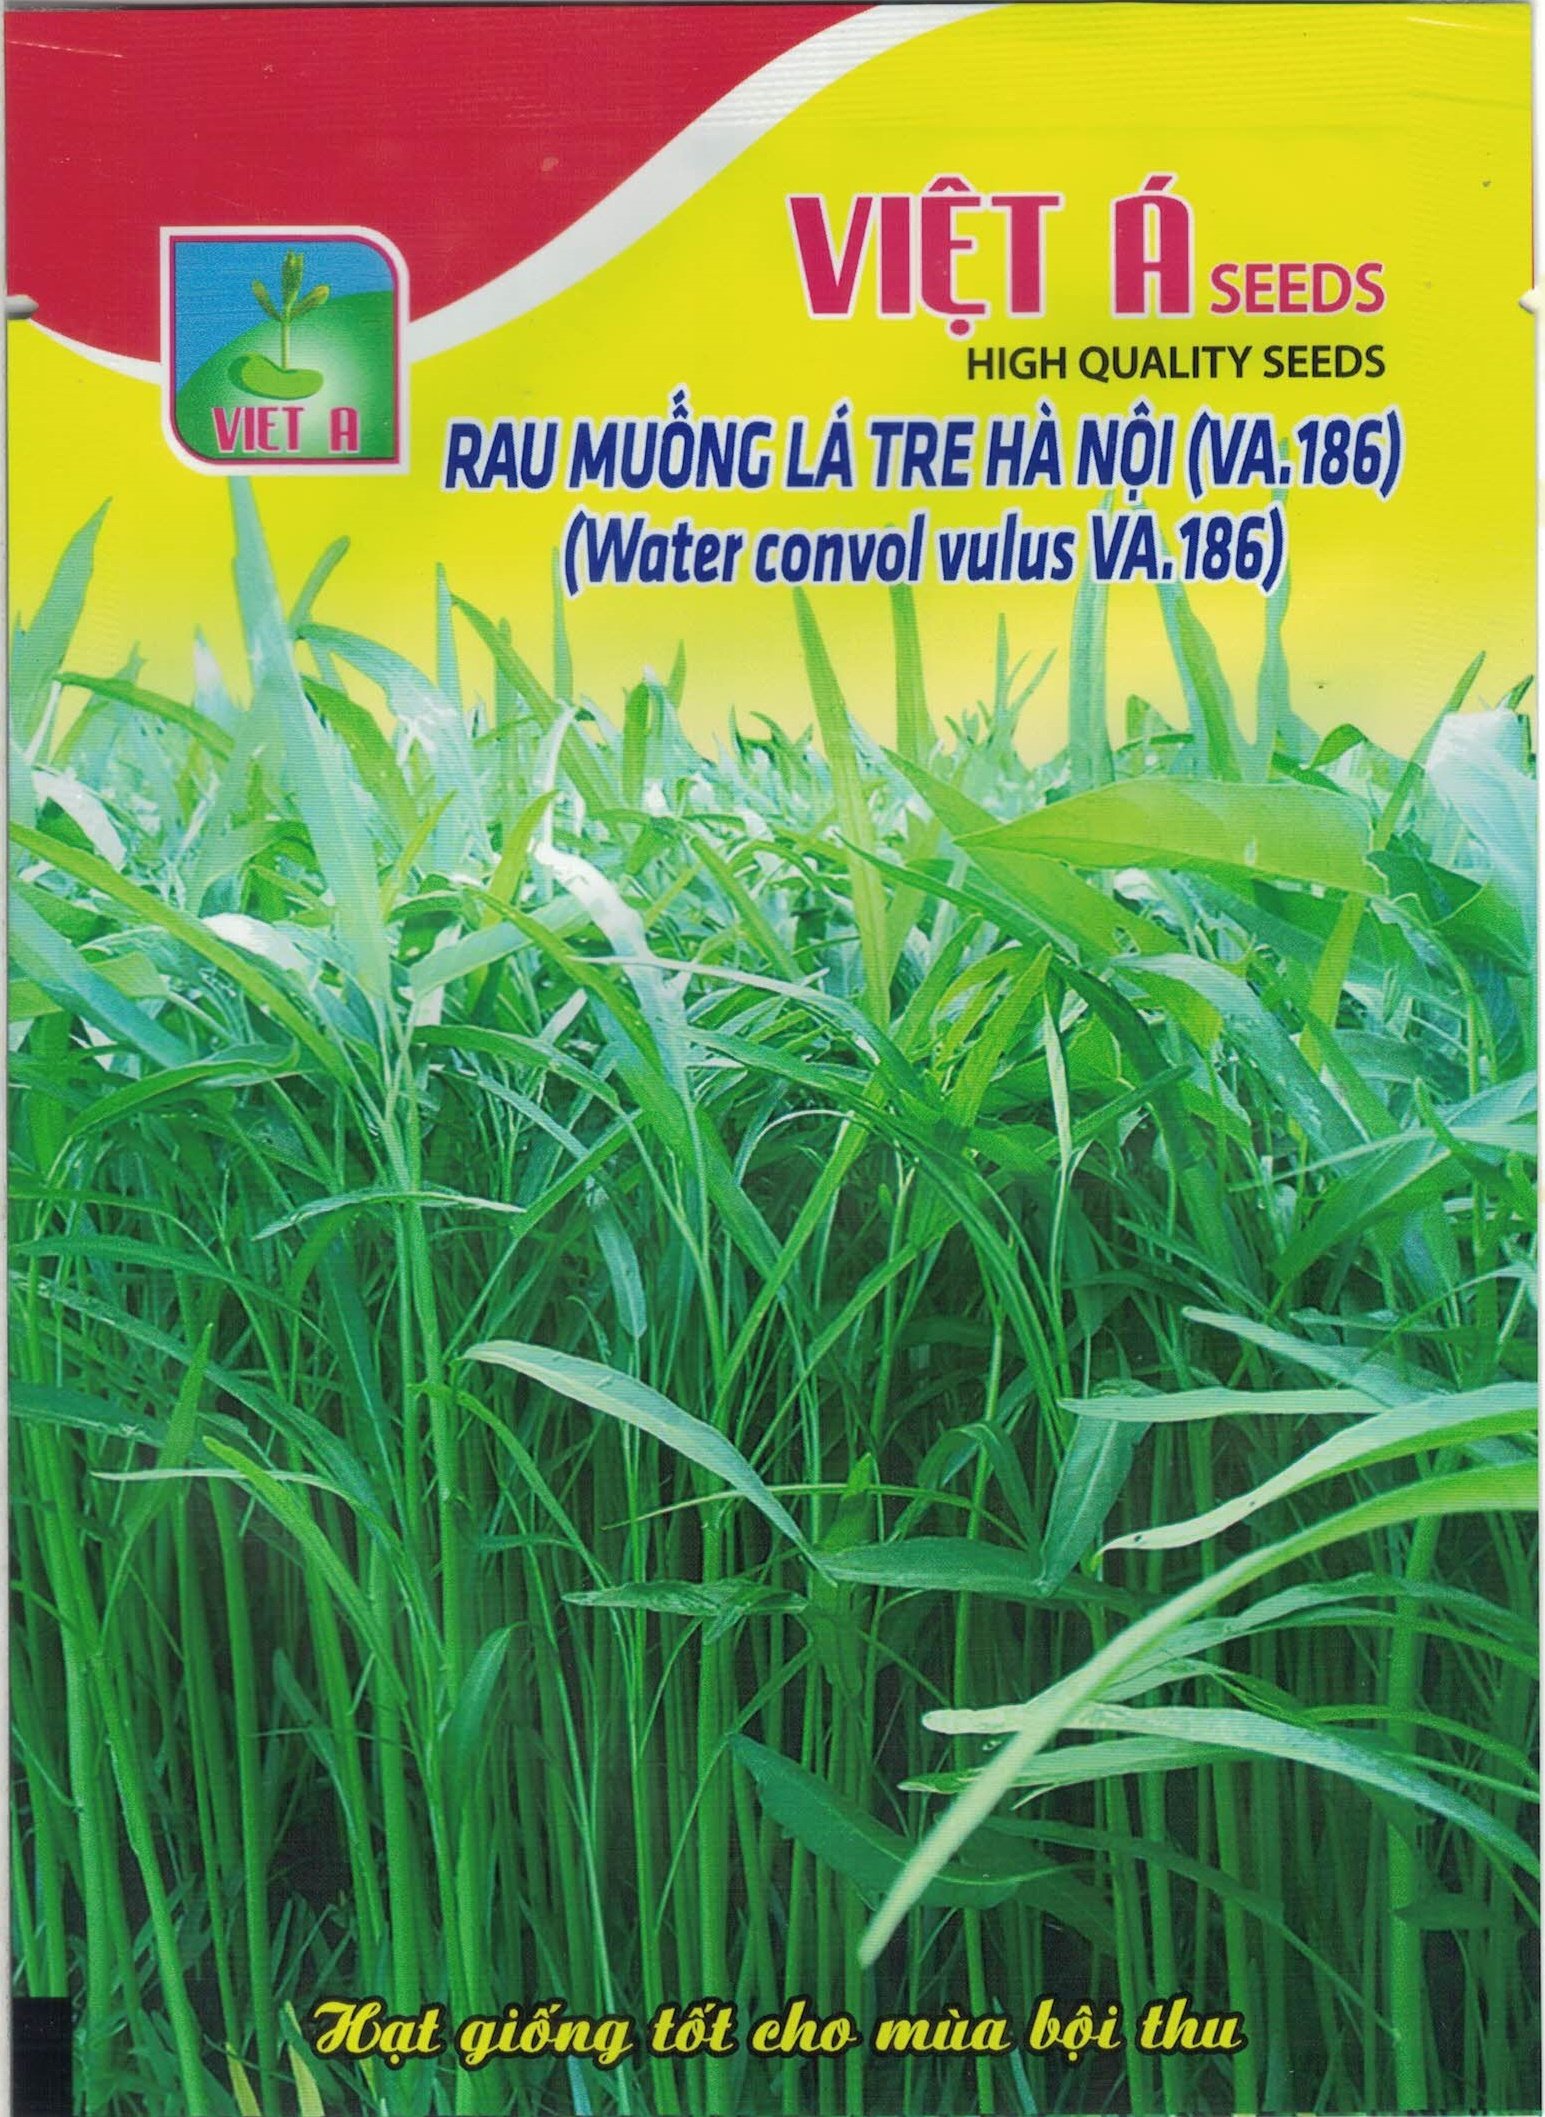 VIỆT Á SEEDS
HIGH QUALITY SEEDS
VIET A
RAU MUỐNG LÁ TRE HÀ NỘI (VA.186)
(Water convol vulus VA.186)
Hạt giống tốt cho mùa bội thu